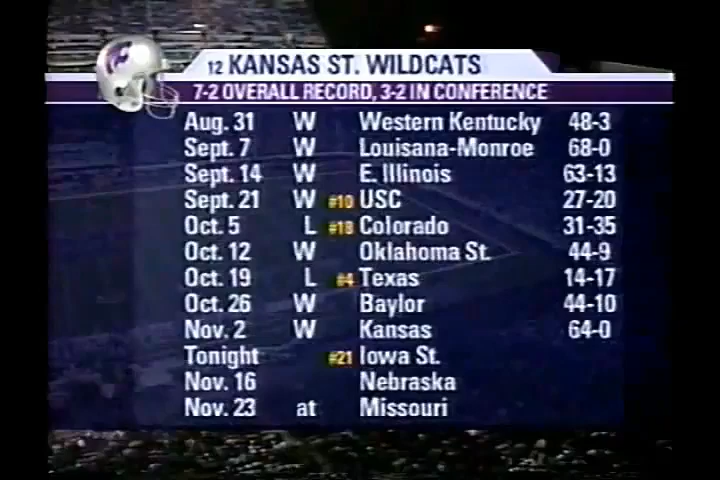 12 KANSAS ST. WILDCATS
7-2 OVERALL RECORD, 3-2 IN CONFERENCE
Aug. 31 W Western Kentucky 48-3
Sept. 7 W Louisana-Monroe 68-0
Sept. 14 W E. Illinois 63-13
Sept. 21 W #10 USC 27-20
Oct. 5 L #18 Colorado 31-35
Oct. 12 W Oklahoma St. 44-9
Oct. 19 L #4 Texas 14-17
Oct. 26 W Baylor 44-10
Nov. 2 W Kansas 64-0
Tonight #21 Iowa St.
Nov. 16 Nebraska
Nov. 23 at Missouri